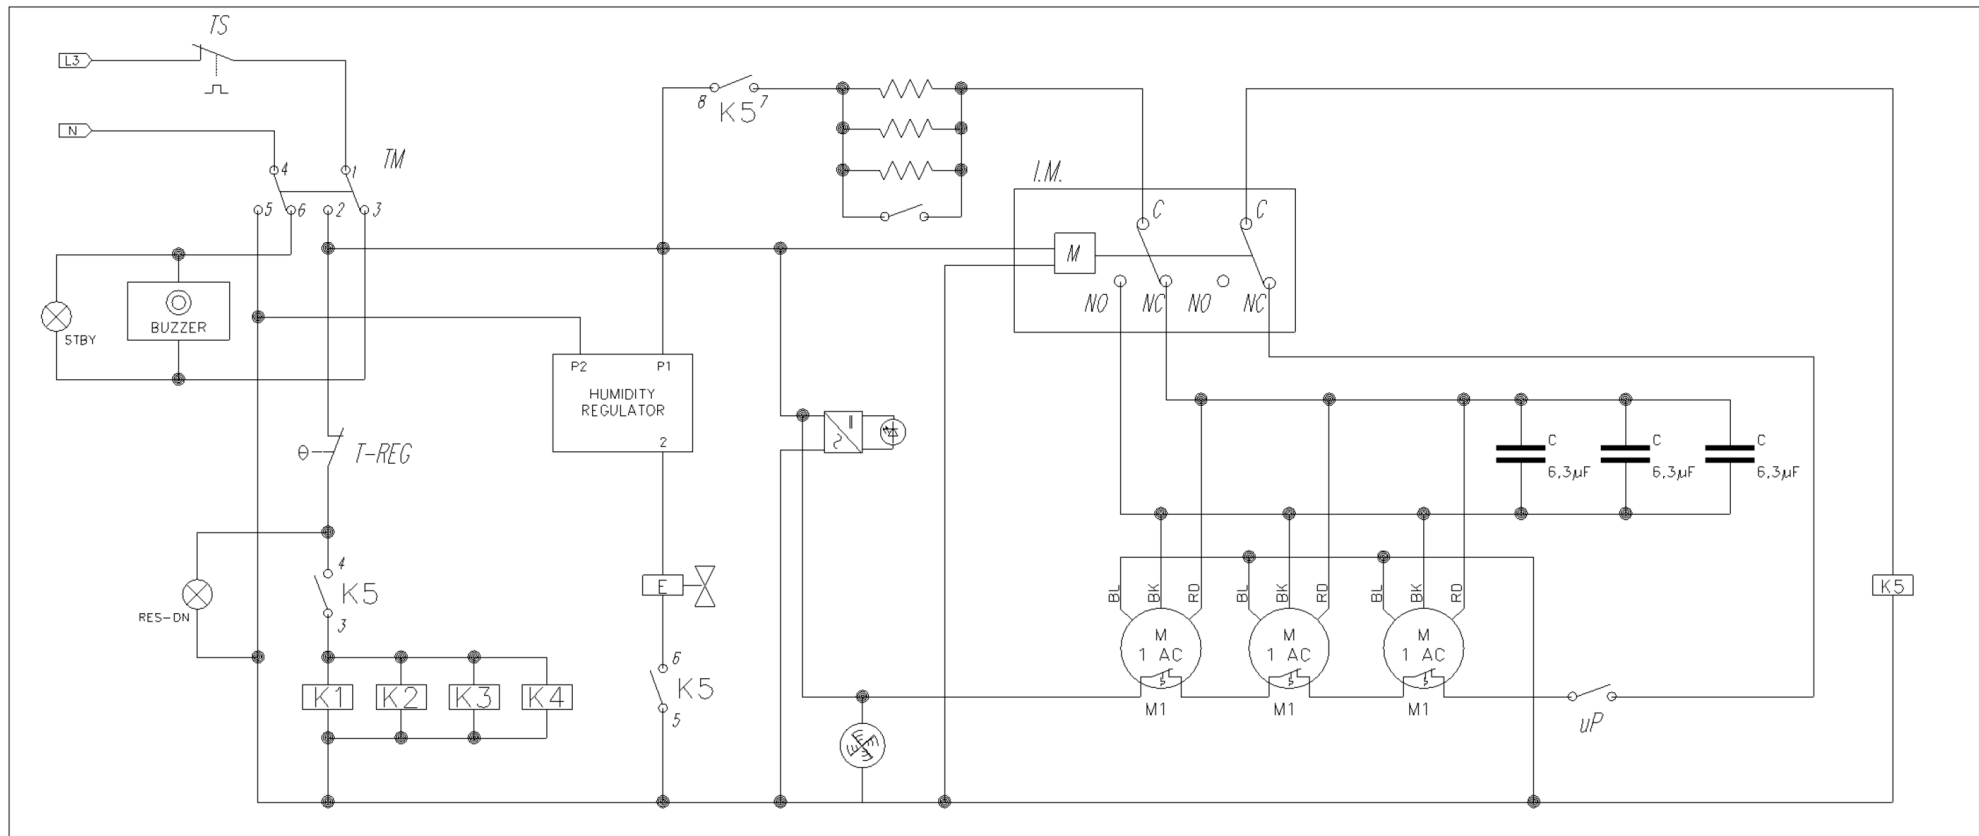 TS
L3
8
K5
7
N
TM
4
1
I.M.
5
6
2
3
C
C
M
NO
NC
NO
NC
BUZZER
STBY
P2
P1
HUMIDITY
REGULATOR
2
θ
T-REG
C
6,3µF
C
6,3µF
C
6,3µF
4
K5
3
RES-DN
E
BL
BK
RD
BL
BK
RD
BL
BK
RD
K5
M
1 AC
M
1 AC
M
1 AC
6
K5
5
K1
K2
K3
K4
M1
M1
M1
uP